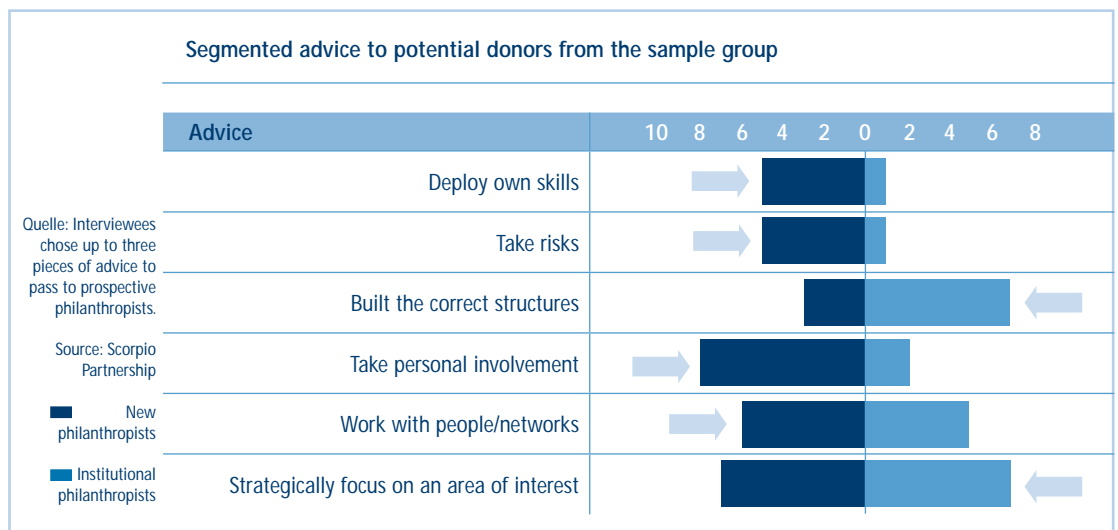 Segmented advice to potential donors from the sample group
Advice 10 8 6 4 2 0 2 4 6 8
Deploy own skills
Take risks
Built the correct structures
Take personal involvement
Work with people/networks
Strategically focus on an area of interest
Quelle: Interviewees
chose up to three
pieces of advice to
pass to prospective
philanthropists.
Source: Scorpio
Partnership
New
philanthropists
Institutional
philanthropists